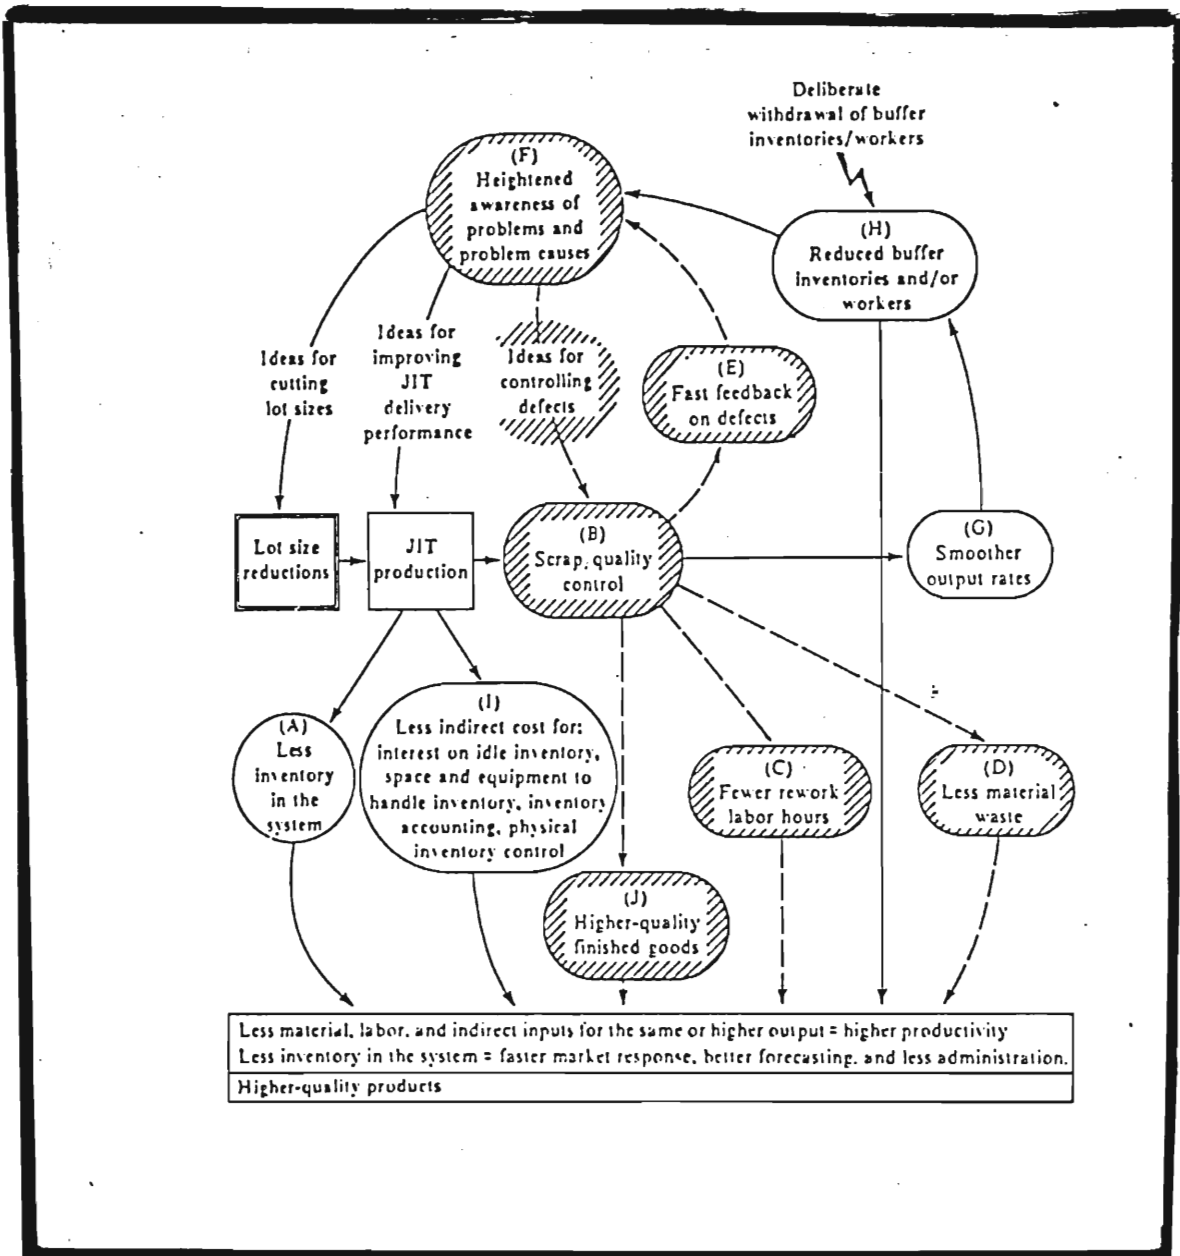 Deliberate
withdrawal of buffer
inventories/workers
(F)
Heightened
awareness of
problems and
problem causes
(H)
Reduced buffer
inventories and/or
workers
Ideas for
cutting
lot sizes
Ideas for
improving
JIT
delivery
performance
Ideas for
controlling
defects
(E)
Fast feedback
on defects
Lot size
reductions
JIT
production
(B)
Scrap, quality
control
(G)
Smoother
output rates
(A)
Less
inventory
in the
system
(I)
Less indirect cost for:
interest on idle inventory,
space and equipment to
handle inventory, inventory
accounting, physical
inventory control
(J)
Higher-quality
finished goods
(C)
Fewer rework
labor hours
(D)
Less material
waste
Less material, labor, and indirect inputs for the same or higher output = higher productivity
Less inventory in the system = faster market response, better forecasting, and less administration.
Higher-quality products